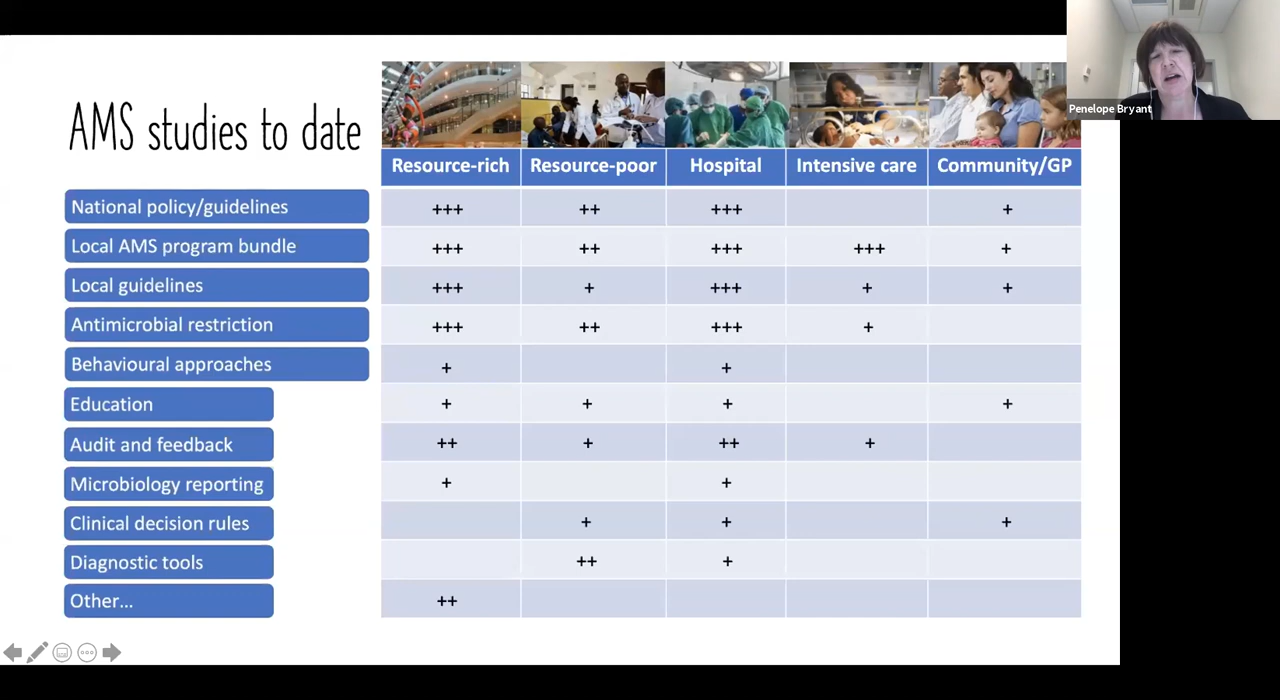 Penelope Bryant
AMS studies to date
Resource-rich Resource-poor Hospital Intensive care Community/GP
National policy/guidelines +++ ++ +++ +
Local AMS program bundle +++ ++ +++ +++ +
Local guidelines +++ + +++ + +
Antimicrobial restriction +++ ++ +++ +
Behavioural approaches + +
Education + + + +
Audit and feedback ++ + ++ +
Microbiology reporting + +
Clinical decision rules + + +
Diagnostic tools ++ +
Other... ++